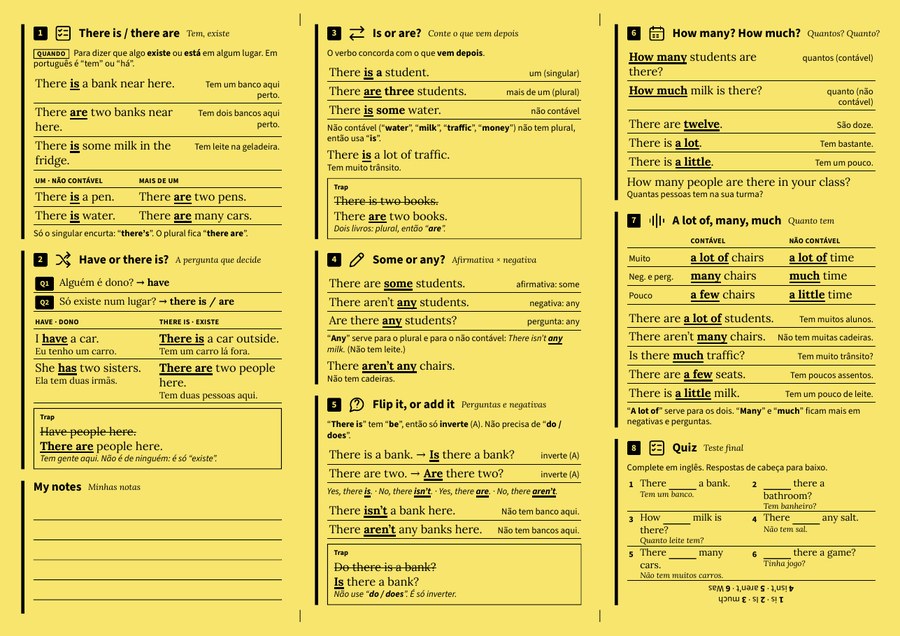 1 There is / there are Tem, existe
QUANDO Para dizer que algo existe ou está em algum lugar. Em
português é “tem” ou “há”.
There is a bank near here. Tem um banco aqui
perto.
There are two banks near Tem dois bancos aqui
here. perto.
There is some milk in the Tem leite na geladeira.
fridge.
UM · NÃO CONTÁVEL MAIS DE UM
There is a pen. There are two pens.
There is water. There are many cars.
Só o singular encurta: “there’s”. O plural fica “there are”.
2 Have or there is? A pergunta que decide
Q1 Alguém é dono? → have
Q2 Só existe num lugar? → there is / are
HAVE · DONO THERE IS · EXISTE
I have a car. There is a car outside.
Eu tenho um carro. Tem um carro lá fora.
She has two sisters. There are two people
Ela tem duas irmãs. here.
Tem duas pessoas aqui.
Trap
Have people here.
There are people here.
Tem gente aqui. Não é de ninguém: é só “existe”.
My notes Minhas notas
3 Is or are? Conte o que vem depois
O verbo concorda com o que vem depois.
There is a student. um (singular)
There are three students. mais de um (plural)
There is some water. não contável
Não contável (“water”, “milk”, “traffic”, “money”) não tem plural,
então usa “is”.
There is a lot of traffic.
Tem muito trânsito.
Trap
There is two books.
There are two books.
Dois livros: plural, então “are”.
4 Some or any? Afirmativa × negativa
There are some students. afirmativa: some
There aren’t any students. negativa: any
Are there any students? pergunta: any
“Any” serve para o plural e para o não contável: There isn’t any
milk. (Não tem leite.)
There aren’t any chairs.
Não tem cadeiras.
5 Flip it, or add it Perguntas e negativas
“There is” tem “be”, então só inverte (A). Não precisa de “do /
does”.
There is a bank. → Is there a bank? inverte (A)
There are two. → Are there two? inverte (A)
Yes, there is. · No, there isn’t. · Yes, there are. · No, there aren’t.
There isn’t a bank here. Não tem banco aqui.
There aren’t any banks here. Não tem bancos aqui.
Trap
Do there is a bank?
Is there a bank?
Não use “do / does”. É só inverter.
6 How many? How much? Quantos? Quanto?
How many students are quantos (contável)
there?
How much milk is there? quanto (não
contável)
There are twelve. São doze.
There is a lot. Tem bastante.
There is a little. Tem um pouco.
How many people are there in your class?
Quantas pessoas tem na sua turma?
7 A lot of, many, much Quanto tem
CONTÁVEL NÃO CONTÁVEL
Muito a lot of chairs a lot of time
Neg. e perg. many chairs much time
Pouco a few chairs a little time
There are a lot of students. Tem muitos alunos.
There aren’t many chairs. Não tem muitas cadeiras.
Is there much traffic? Tem muito trânsito?
There are a few seats. Tem poucos assentos.
There is a little milk. Tem um pouco de leite.
“A lot of” serve para os dois. “Many” e “much” ficam mais em
negativas e perguntas.
8 Quiz Teste final
Complete em inglês. Respostas de cabeça para baixo.
1 There _____ a bank. 2 _____ there a
Tem um banco. bathroom?
Tem banheiro?
3 How _____ milk is 4 There _____ any salt.
there? Não tem sal.
Quanto leite tem?
5 There _____ many 6 _____ there a game?
cars. Tinha jogo?
Não tem muitos carros.
1 is · 2 Is · 3 much
4 isn’t · 5 aren’t · 6 Was